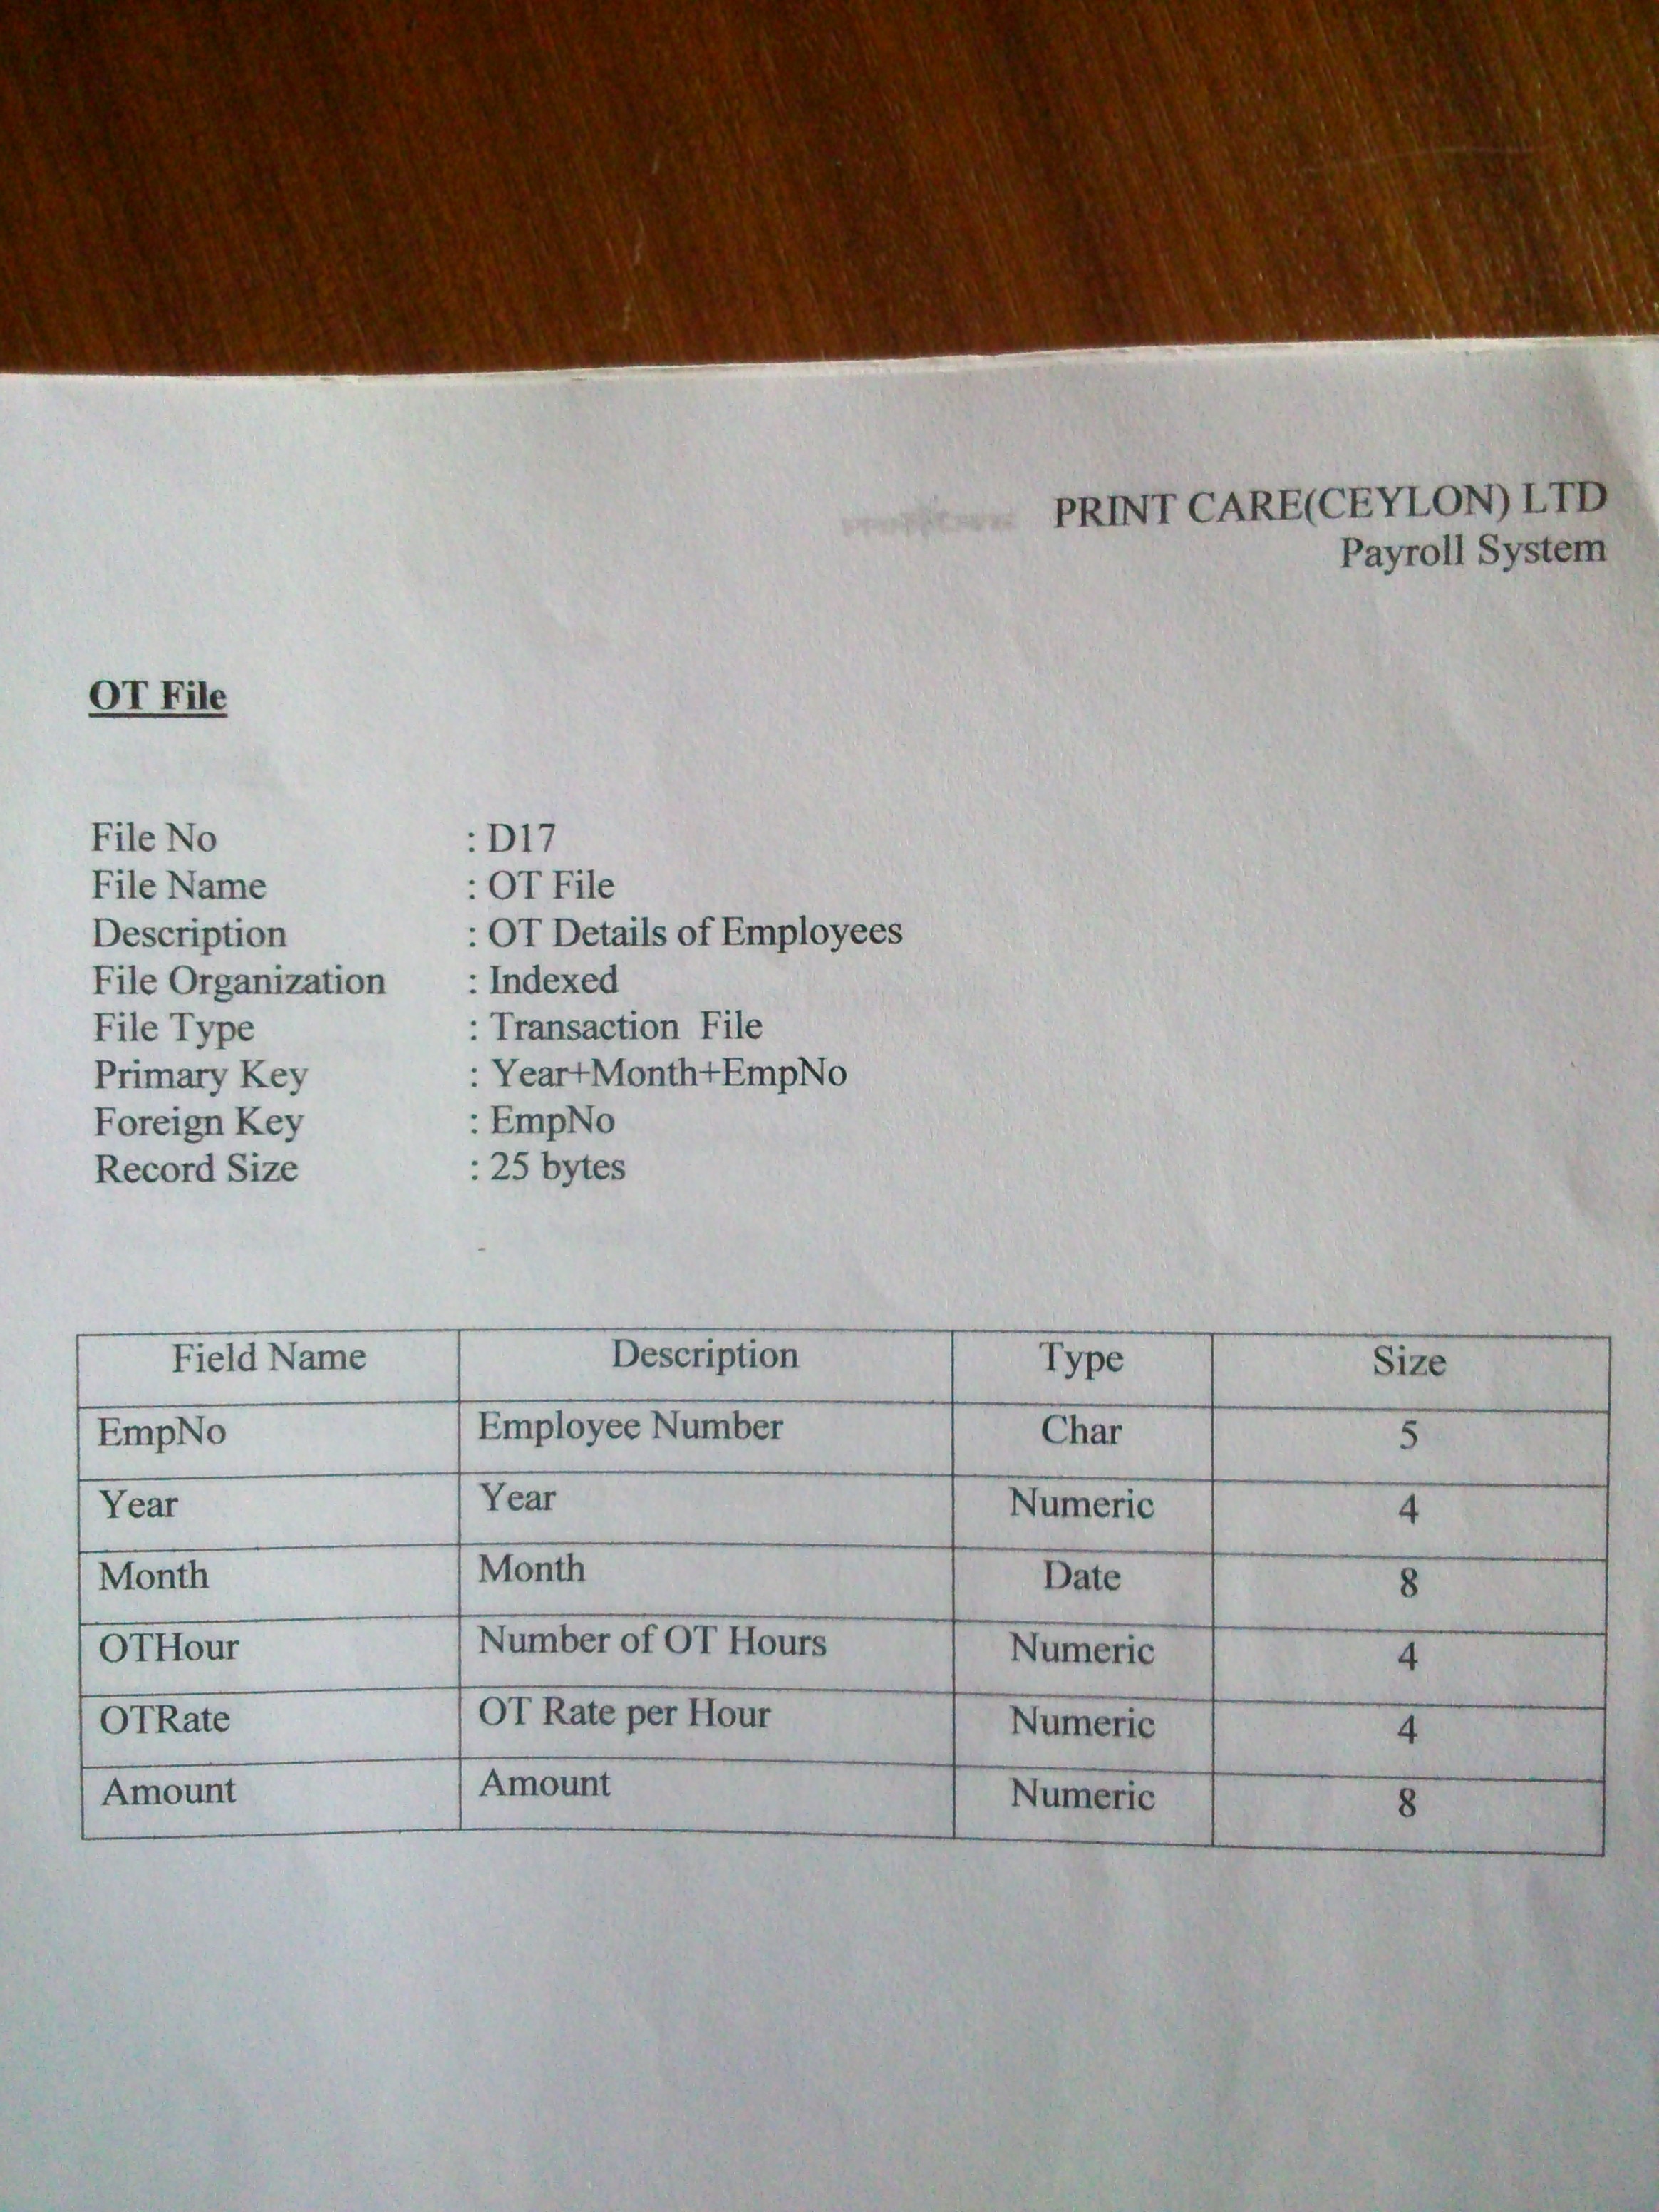 PRINT CARE(CEYLON) LTD
Payroll System
OT File
File No : D17
File Name : OT File
Description : OT Details of Employees
File Organization : Indexed
File Type : Transaction File
Primary Key : Year+Month+EmpNo
Foreign Key : EmpNo
Record Size : 25 bytes
Field Name Description Type Size
EmpNo Employee Number Char 5
Year Year Numeric 4
Month Month Date 8
OTHour Number of OT Hours Numeric 4
OTRate OT Rate per Hour Numeric 4
Amount Amount Numeric 8